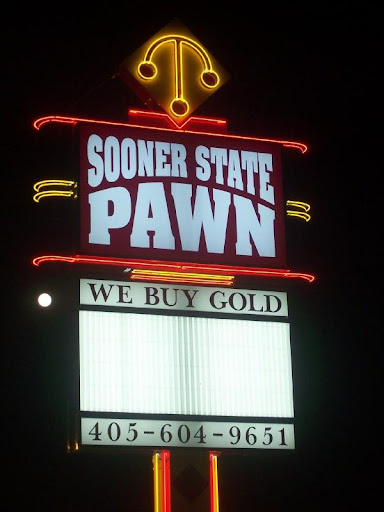 SOONER STATE
PAWN
WE BUY GOLD
405-604-9651